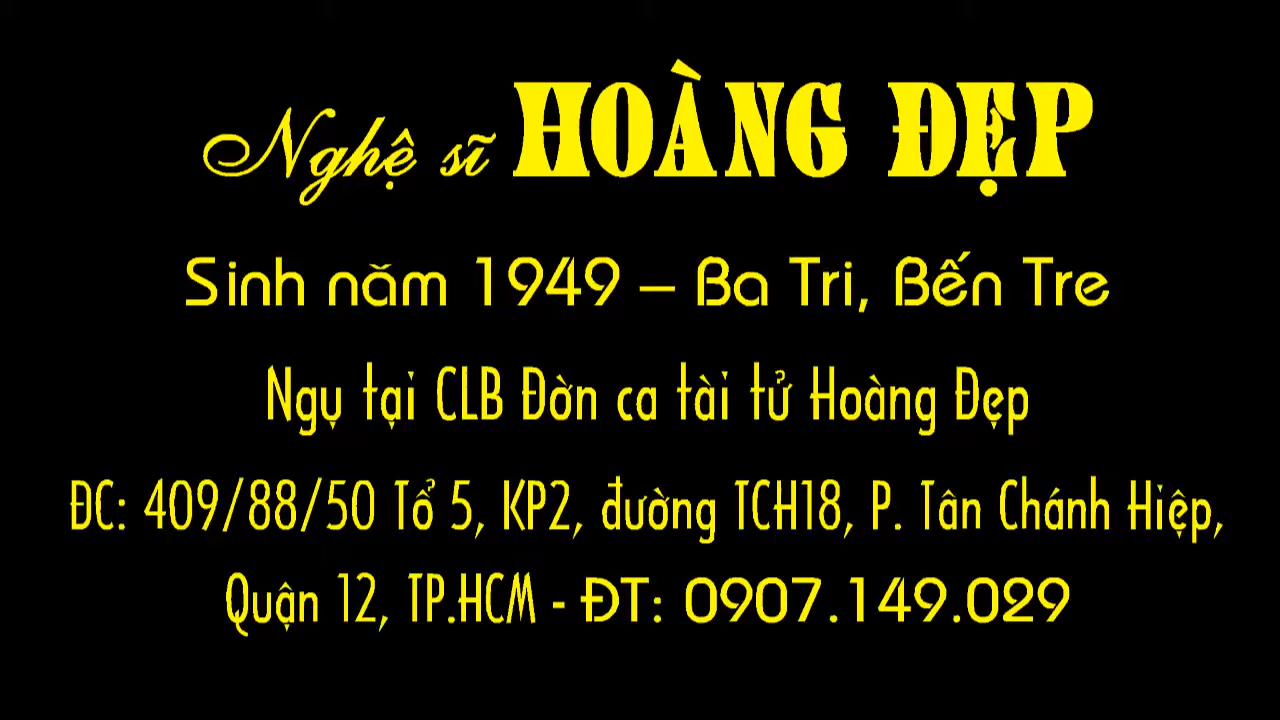 Nghệ sĩ HOÀNG ĐẸP
Sinh năm 1949 – Ba Tri, Bến Tre
Ngụ tại CLB Đờn ca tài tử Hoàng Đẹp
ĐC: 409/88/50 Tổ 5, KP2, đường TCH18, P. Tân Chánh Hiệp,
Quận 12, TP.HCM - ĐT: 0907.149.029